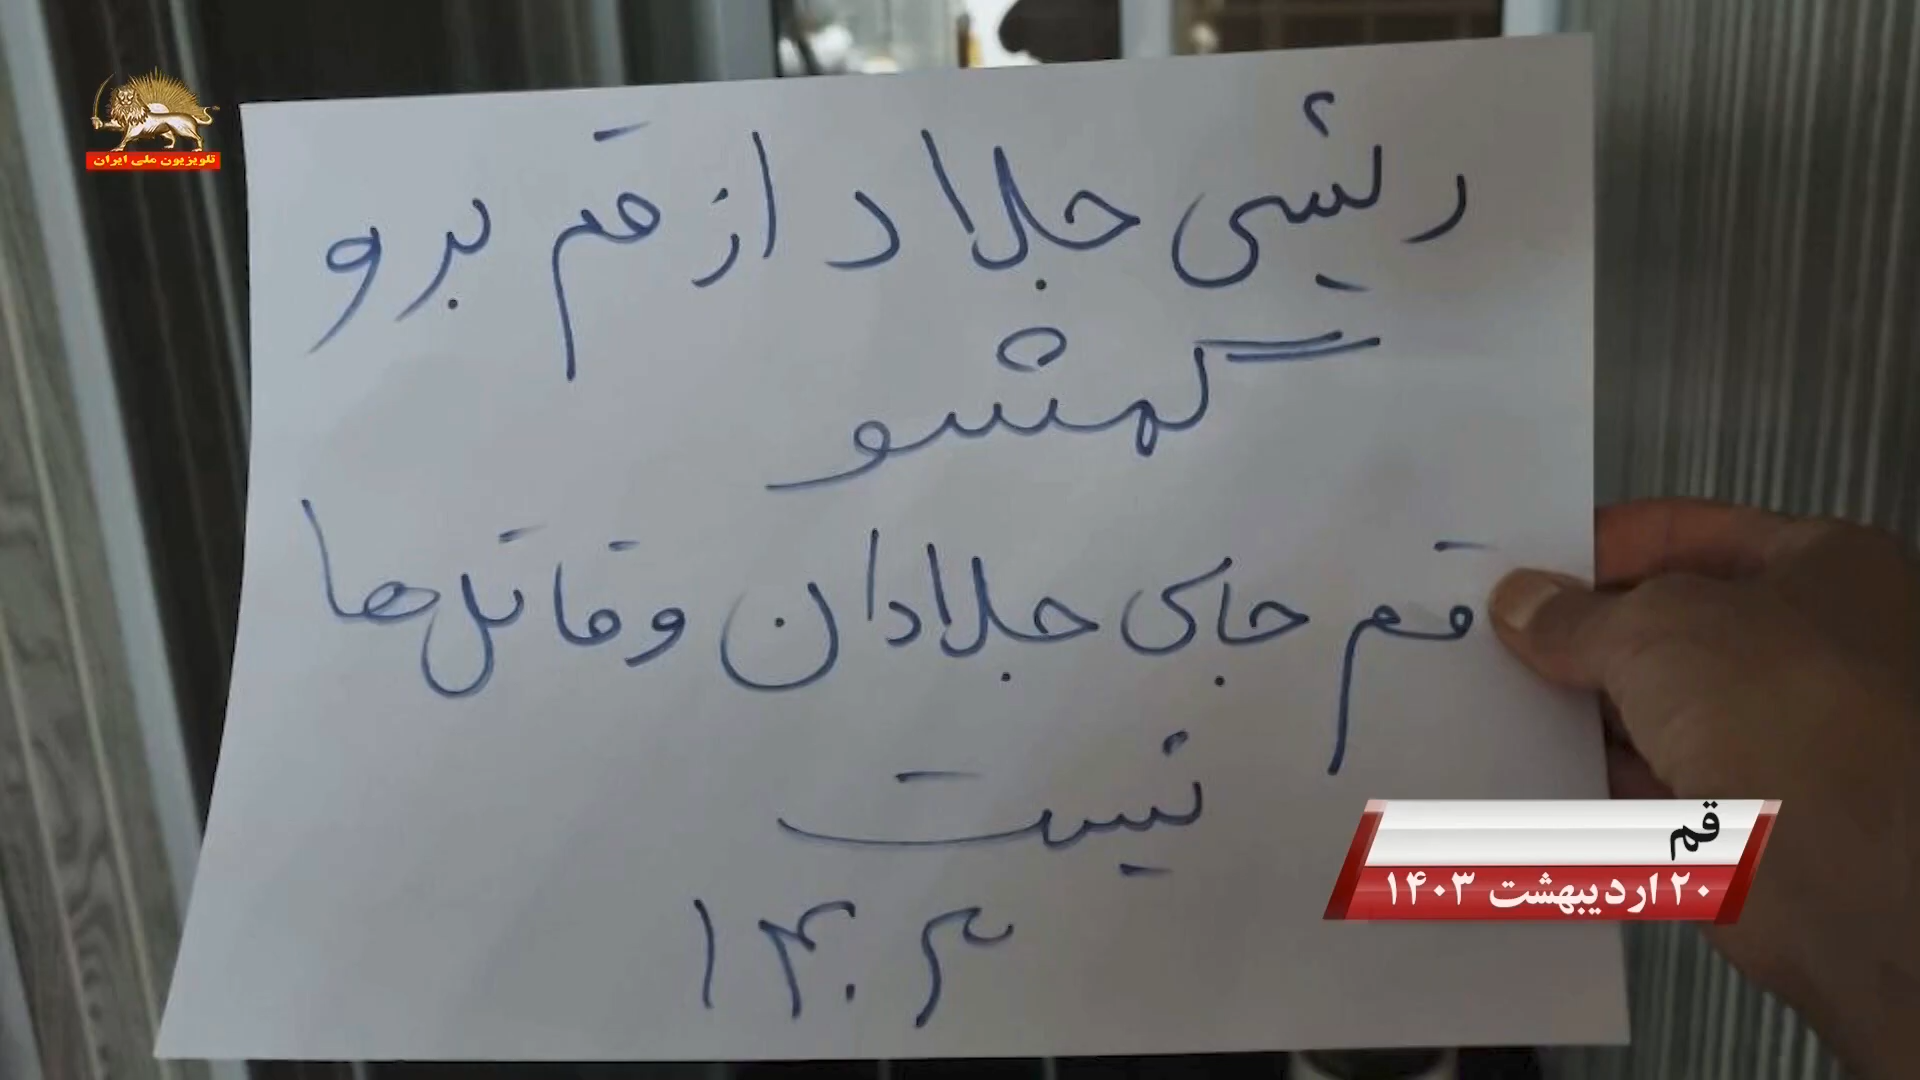 تلویزیون ملی ایران
رئیسی جلاد از قم برو
گمشو
قم جای جلادان و قاتل‌ها
نیست
۱۴۰۳
قم
۲۰ اردیبهشت ۱۴۰۳